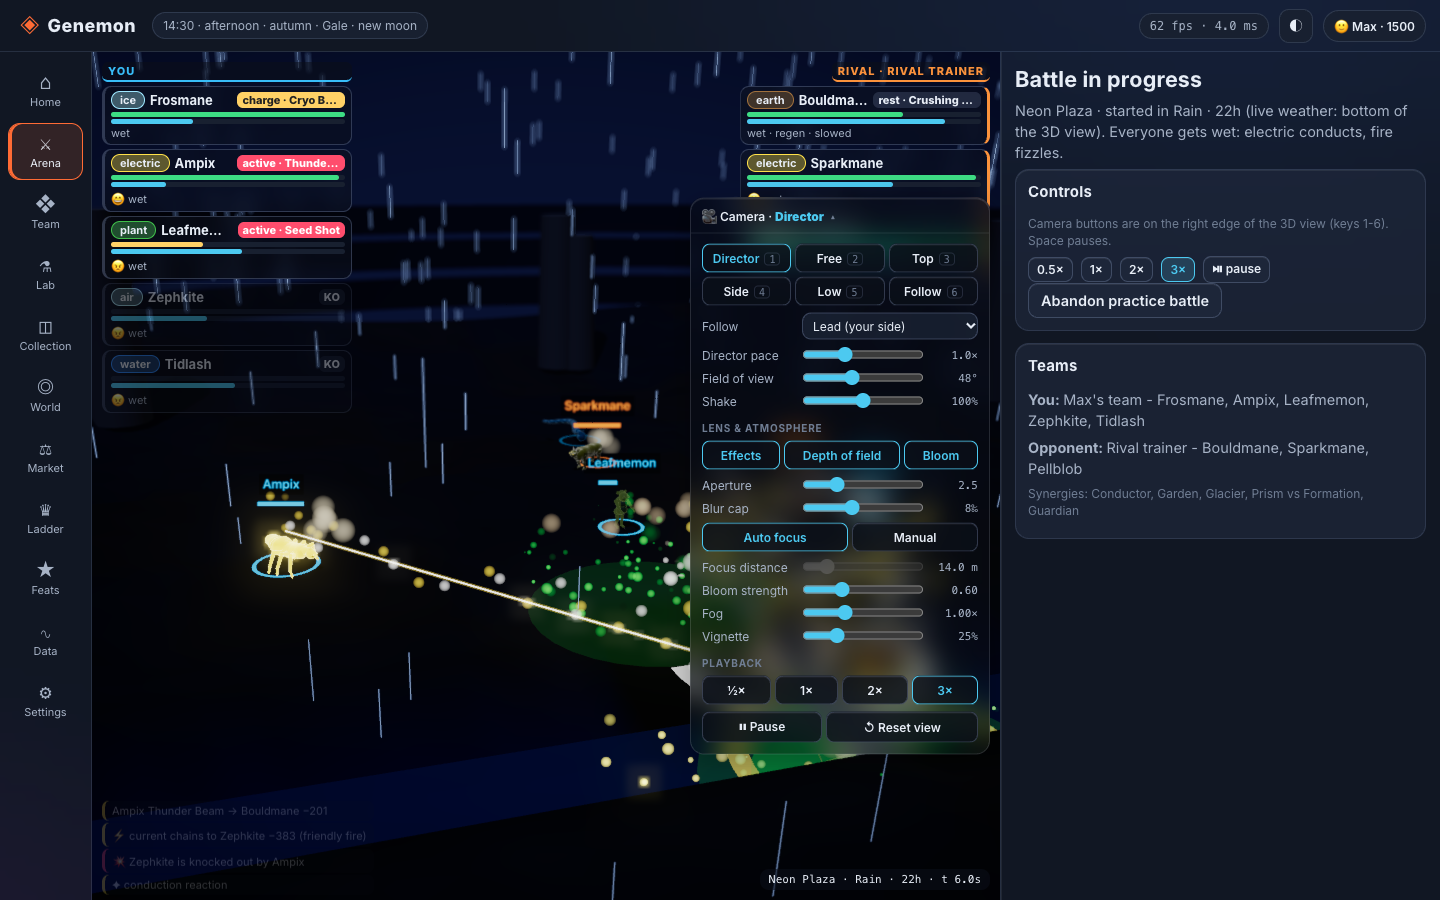 Genemon
14:30 · afternoon · autumn · Gale · new moon
62 fps · 4.0 ms
Max · 1500
Home
Arena
Team
Lab
Collection
World
Market
Ladder
Feats
Data
Settings
YOU
ice Frosmane charge · Cryo B...
wet
electric Ampix active · Thunde...
wet
plant Leafme... active · Seed Shot
wet
air Zephkite KO
wet
water Tidlash KO
wet
RIVAL · RIVAL TRAINER
earth Bouldma... rest · Crushing ...
wet · regen · slowed
electric Sparkmane
Sparkmane
Leafmemon
Ampix
Camera · Director
Director 1 Free 2 Top 3
Side 4 Low 5 Follow 6
Follow Lead (your side)
Director pace 1.0×
Field of view 48°
Shake 100%
LENS & ATMOSPHERE
Effects Depth of field Bloom
Aperture 2.5
Blur cap 8‰
Auto focus Manual
Focus distance 14.0 m
Bloom strength 0.60
Fog 1.00×
Vignette 25%
PLAYBACK
½× 1× 2× 3×
Pause Reset view
Ampix Thunder Beam → Bouldmane −201
current chains to Zephkite −383 (friendly fire)
Zephkite is knocked out by Ampix
conduction reaction
Neon Plaza · Rain · 22h · t 6.0s
Battle in progress
Neon Plaza · started in Rain · 22h (live weather: bottom of
the 3D view). Everyone gets wet: electric conducts, fire
fizzles.
Controls
Camera buttons are on the right edge of the 3D view (keys 1-6).
Space pauses.
0.5× 1× 2× 3× pause
Abandon practice battle
Teams
You: Max's team - Frosmane, Ampix, Leafmemon,
Zephkite, Tidlash
Opponent: Rival trainer - Bouldmane, Sparkmane,
Pellblob
Synergies: Conductor, Garden, Glacier, Prism vs Formation,
Guardian